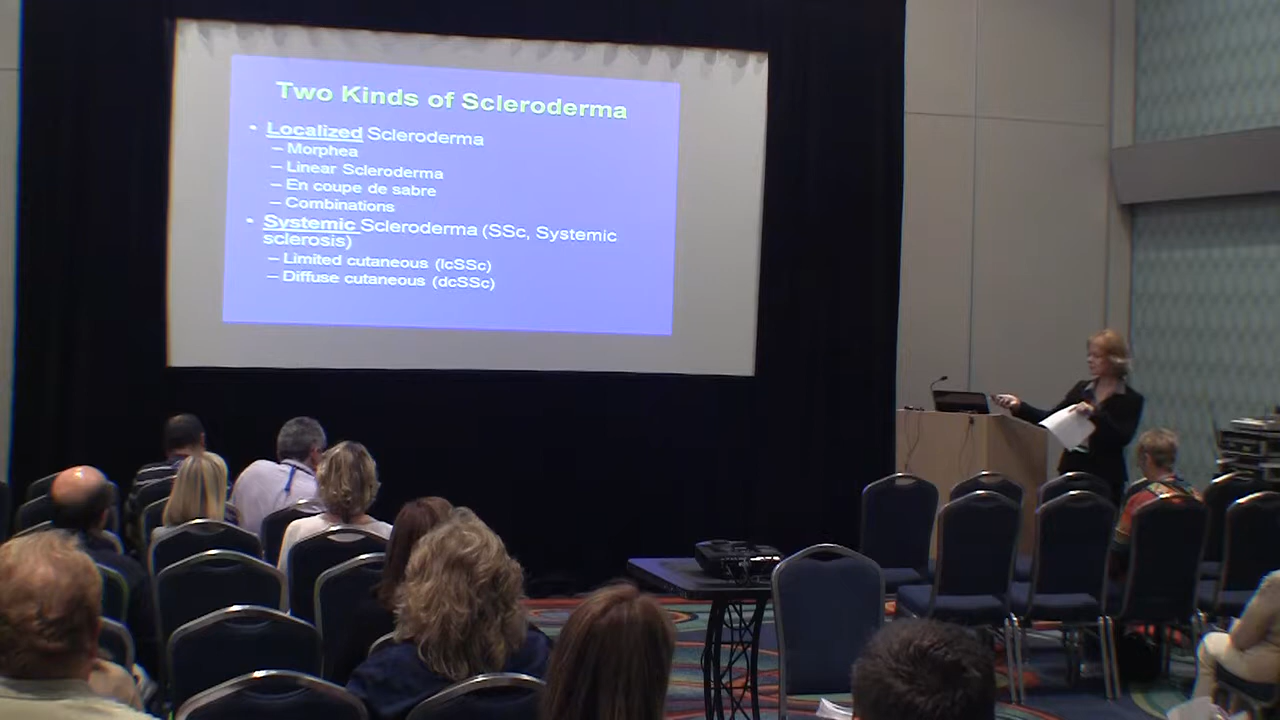 Two Kinds of Scleroderma
• Localized Scleroderma
– Morphea
– Linear Scleroderma
– En coupe de sabre
– Combinations
• Systemic Scleroderma (SSc, Systemic
sclerosis)
– Limited cutaneous (lcSSc)
– Diffuse cutaneous (dcSSc)